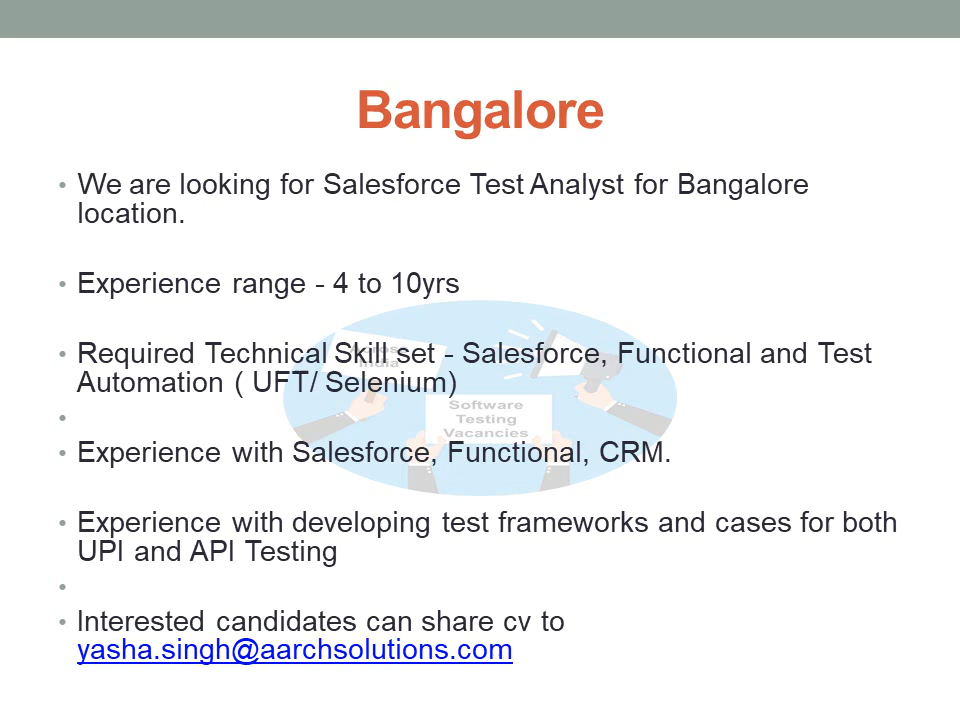 Bangalore
• We are looking for Salesforce Test Analyst for Bangalore
location.
• Experience range - 4 to 10yrs
• Required Technical Skill set - Salesforce, Functional and Test
Automation ( UFT/ Selenium)
•
• Experience with Salesforce, Functional, CRM.
• Experience with developing test frameworks and cases for both
UPI and API Testing
•
• Interested candidates can share cv to
yasha.singh@aarchsolutions.com
India
Software
Testing
Vacancies